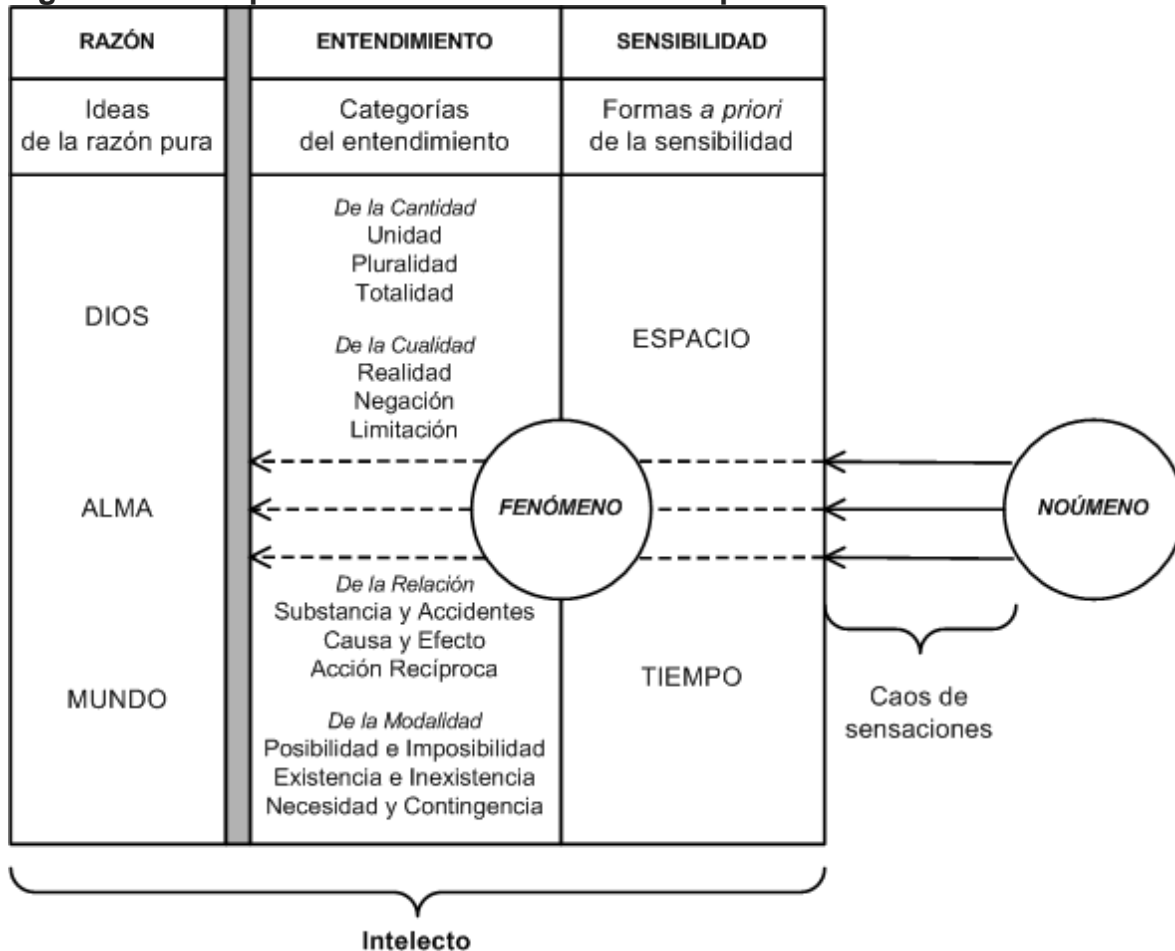 RAZÓN
ENTENDIMIENTO
SENSIBILIDAD
Ideas
de la razón pura
Categorías
del entendimiento
Formas a priori
de la sensibilidad
DIOS
ALMA
MUNDO
De la Cantidad
Unidad
Pluralidad
Totalidad
De la Cualidad
Realidad
Negación
Limitación
FENÓMENO
De la Relación
Substancia y Accidentes
Causa y Efecto
Acción Recíproca
De la Modalidad
Posibilidad e Imposibilidad
Existencia e Inexistencia
Necesidad y Contingencia
ESPACIO
TIEMPO
NOÚMENO
Caos de
sensaciones
Intelecto